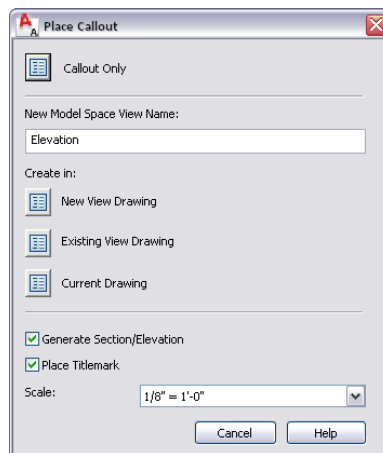 Place Callout
Callout Only
New Model Space View Name:
Elevation
Create in:
New View Drawing
Existing View Drawing
Current Drawing
Generate Section/Elevation
Place Titlemark
Scale: 1/8" = 1'-0"
Cancel Help